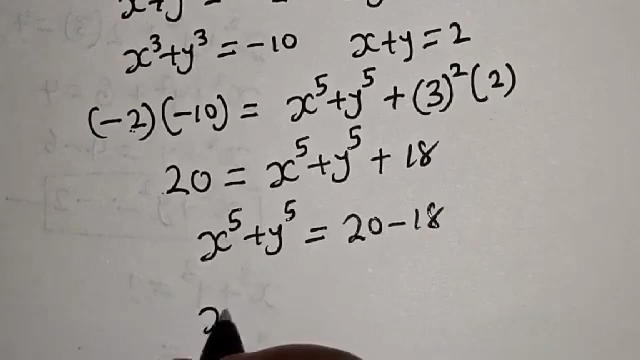 x³+y³ = -10 x+y = 2
(-2)(-10) = x⁵+y⁵+(3)²(2)
20 = x⁵+y⁵+18
x⁵+y⁵ = 20-18